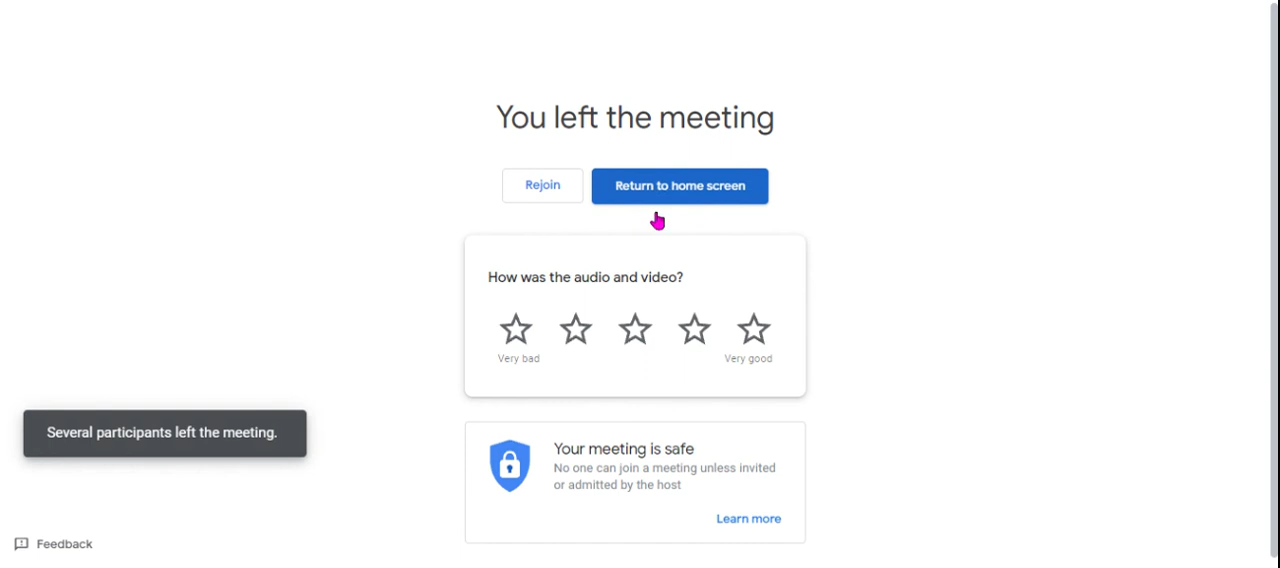 You left the meeting
Rejoin
Return to home screen
How was the audio and video?
Very bad
Very good
Several participants left the meeting.
Your meeting is safe
No one can join a meeting unless invited
or admitted by the host
Learn more
Feedback